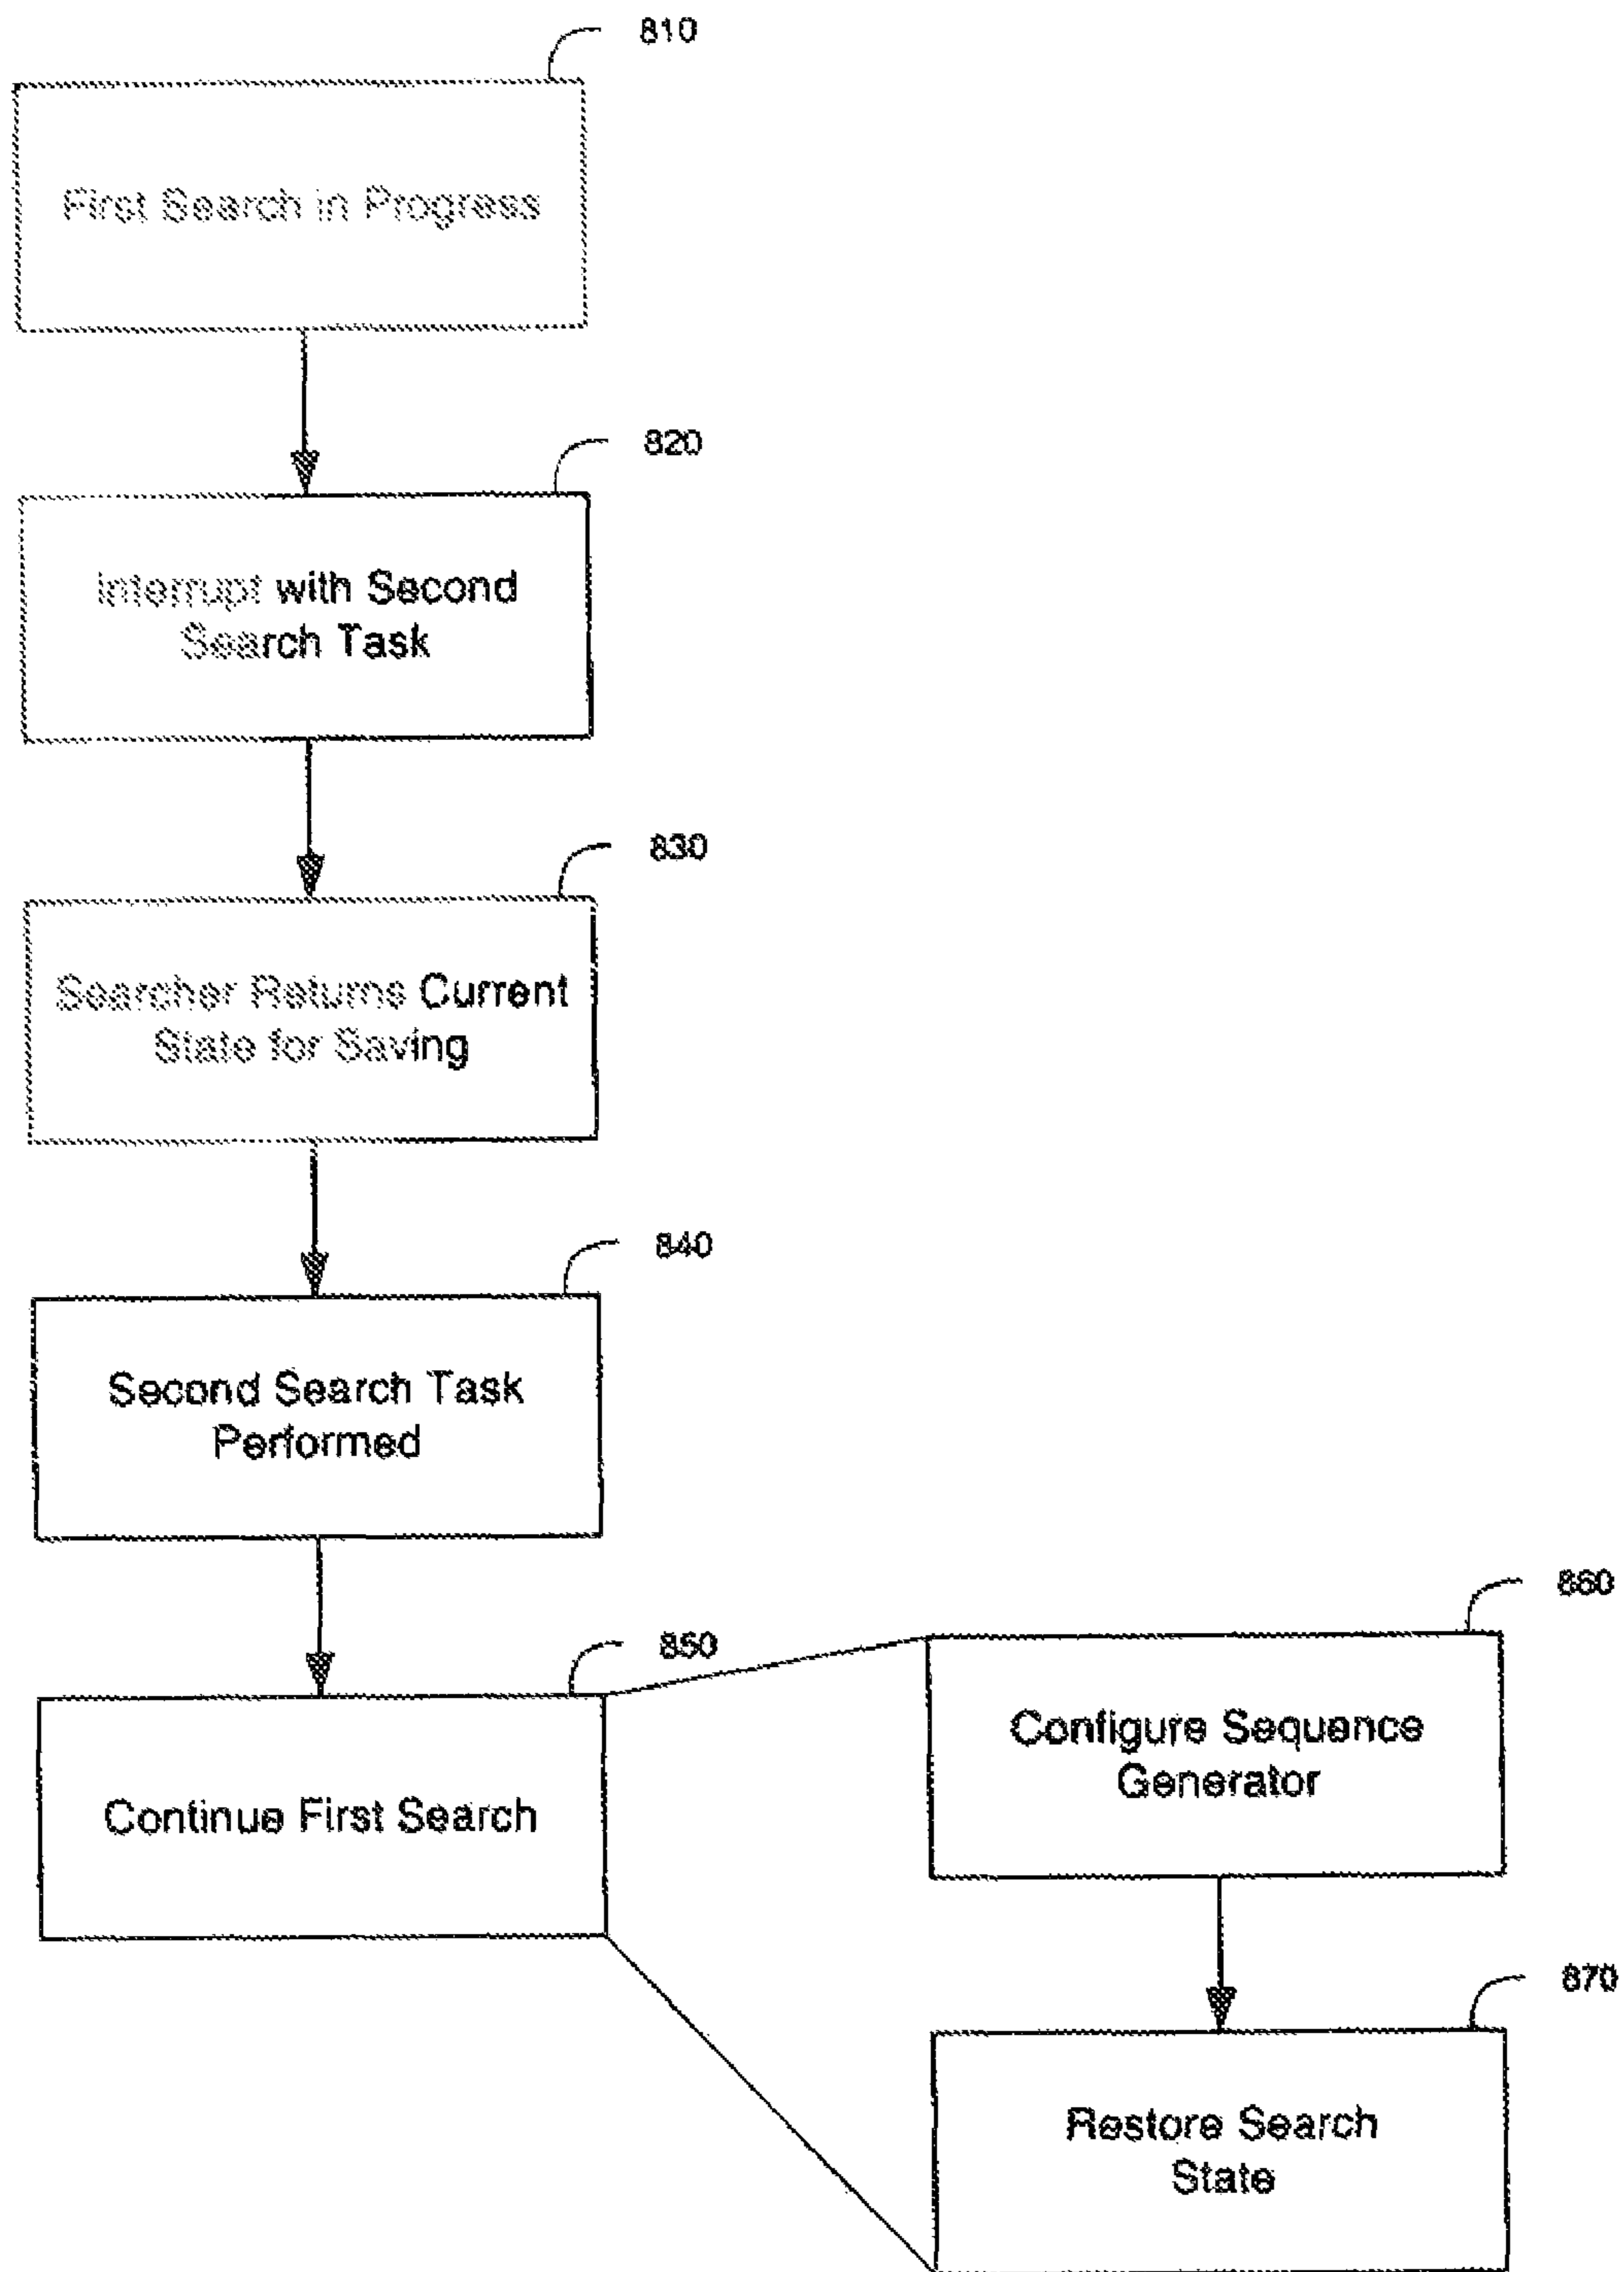 810
First Search in Progress
820
Interrupt with Second
Search Task
830
Searcher Returns Current
State for Saving
840
Second Search Task
Performed
850
Continue First Search
860
Configure Sequence
Generator
870
Restore Search
State